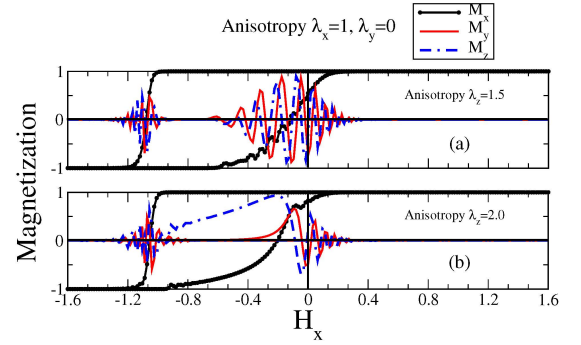 Anisotropy λx=1, λy=0
Mx
My
Mz
Magnetization
1
0
-1
Anisotropy λz=1.5
(a)
1
0
-1
Anisotropy λz=2.0
(b)
-1.6 -1.2 -0.8 -0.4 0 0.4 0.8 1.2 1.6
Hx